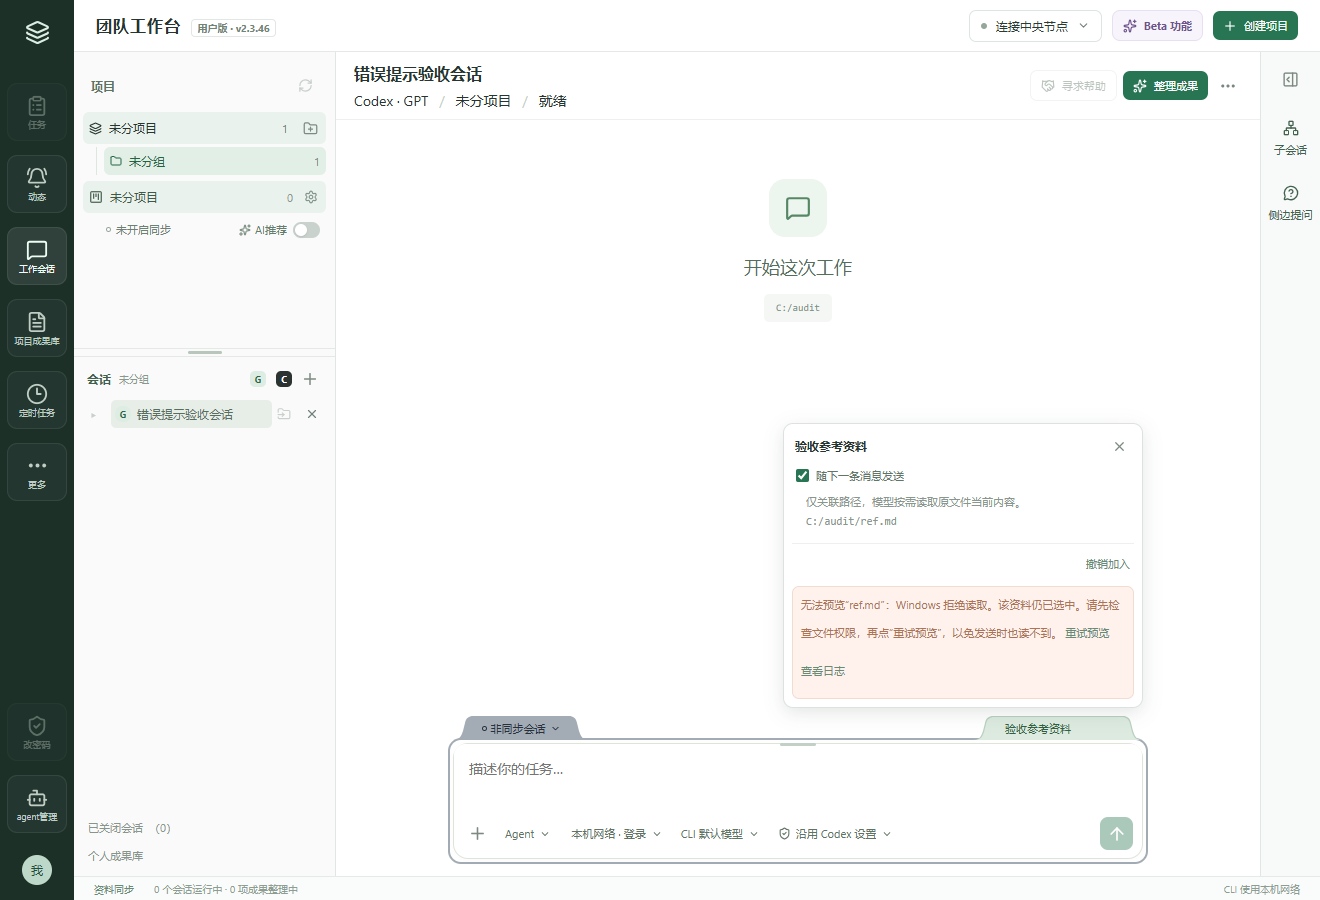 团队工作台
用户版 · v2.3.46
连接中央节点
Beta 功能
创建项目
任务
动态
工作会话
项目成果库
定时任务
更多
改密码
agent管理
我
项目
未分项目 1
未分组 1
未分项目 0
未开启同步
AI推荐
会话 未分组
G
C
G 错误提示验收会话
已关闭会话 (0)
个人成果库
错误提示验收会话
Codex · GPT / 未分项目 / 就绪
寻求帮助
整理成果
开始这次工作
C:/audit
验收参考资料
随下一条消息发送
仅关联路径，模型按需读取原文件当前内容。
C:/audit/ref.md
撤销加入
无法预览“ref.md”：Windows 拒绝读取。该资料仍已选中。请先检
查文件权限，再点“重试预览”，以免发送时也读不到。 重试预览
查看日志
非同步会话
验收参考资料
描述你的任务...
Agent
本机网络 · 登录
CLI 默认模型
沿用 Codex 设置
子会话
侧边提问
资料同步
0 个会话运行中 · 0 项成果整理中
CLI 使用本机网络